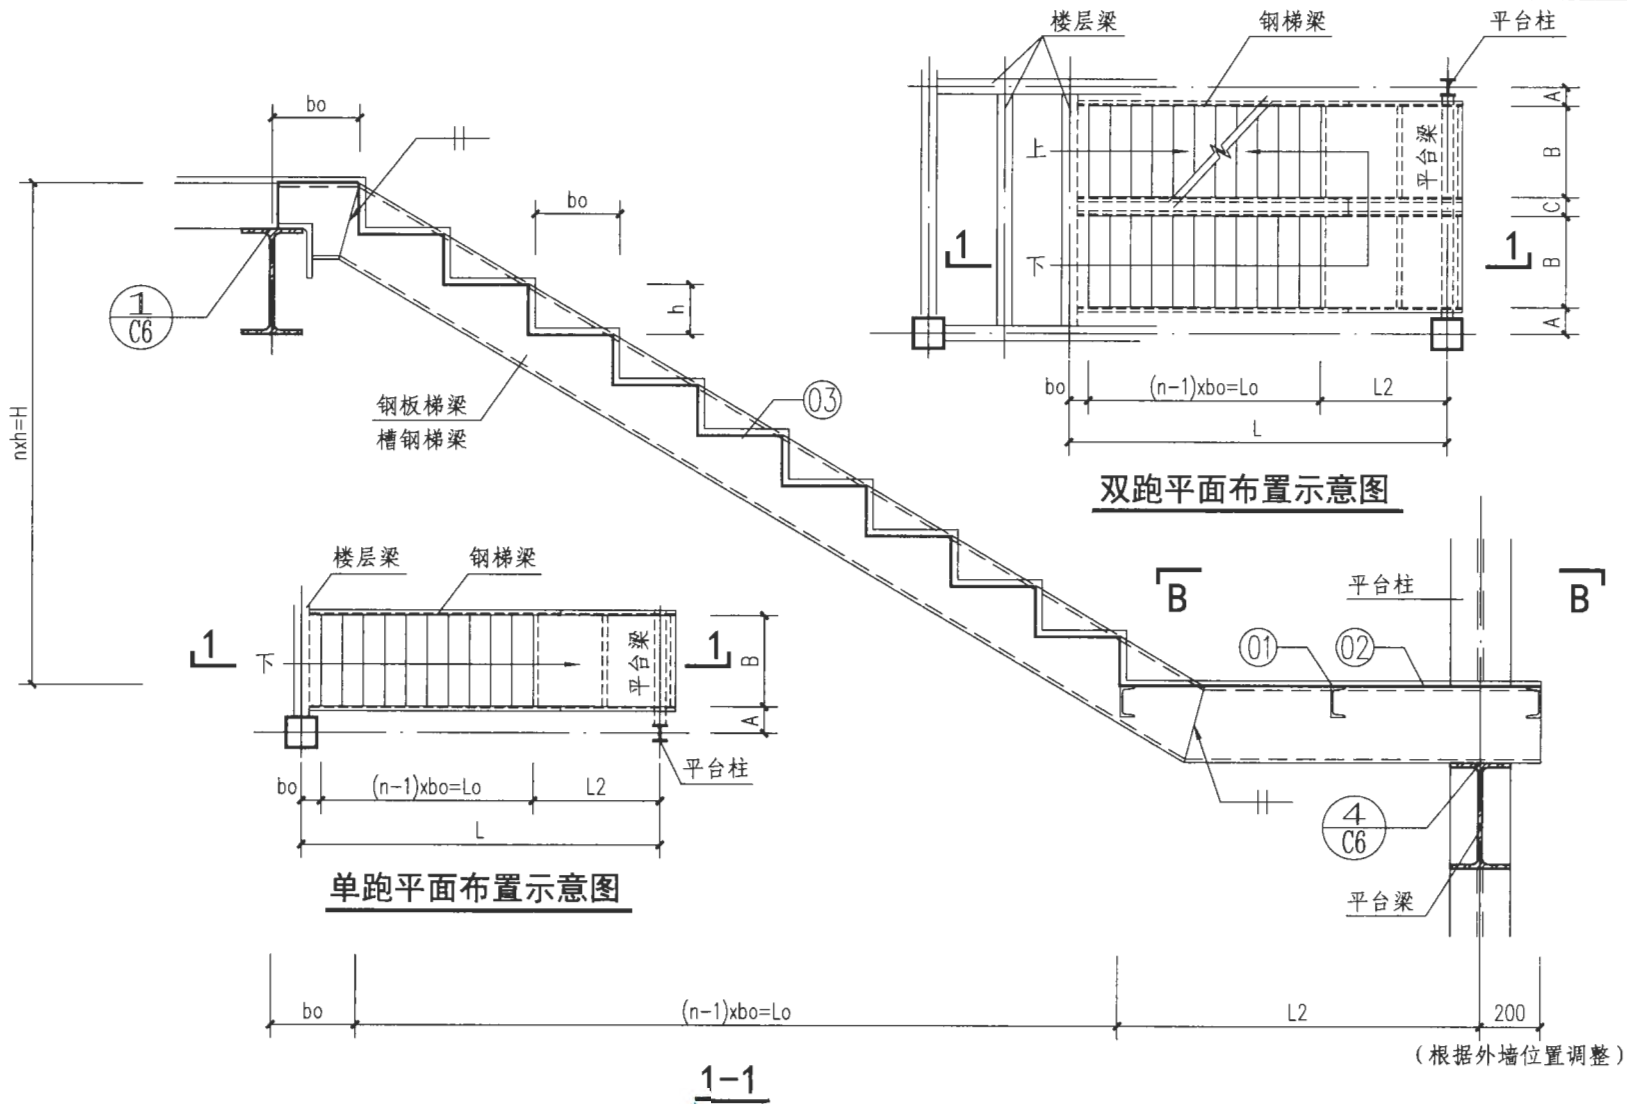 楼层梁
钢梯梁
平台柱
bo
A
平台梁
B
上
C
1
1
下
B
A
bo
h
1
C6
nxh=H
钢板梯梁
槽钢梯梁
03
bo
(n-1)xbo=Lo
L2
L
双跑平面布置示意图
楼层梁
钢梯梁
B
平台柱
B
1
下
平台梁
1
B
A
01
02
平台柱
bo
(n-1)xbo=Lo
L2
L
4
C6
单跑平面布置示意图
平台梁
bo
(n-1)xbo=Lo
L2
200
(根据外墙位置调整)
1-1